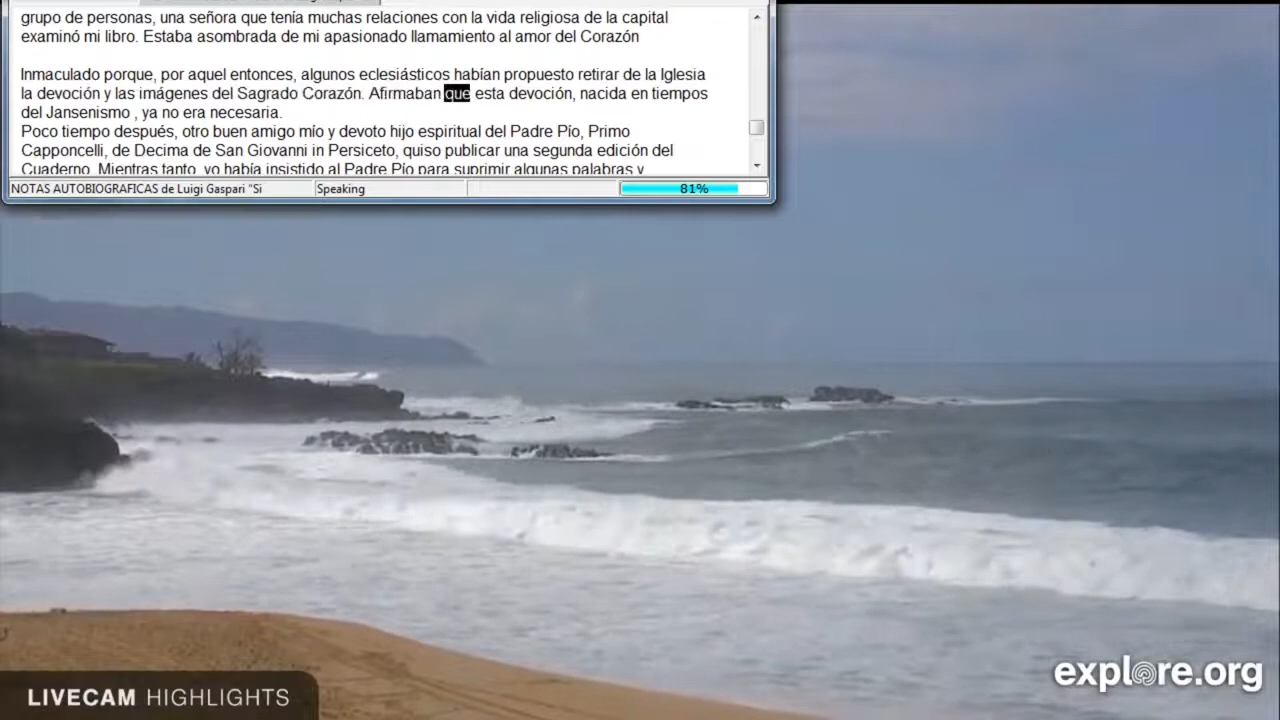 grupo de personas, una señora que tenía muchas relaciones con la vida religiosa de la capital
examinó mi libro. Estaba asombrada de mi apasionado llamamiento al amor del Corazón
Inmaculado porque, por aquel entonces, algunos eclesiásticos habían propuesto retirar de la Iglesia
la devoción y las imágenes del Sagrado Corazón. Afirmaban que esta devoción, nacida en tiempos
del Jansenismo , ya no era necesaria.
Poco tiempo después, otro buen amigo mío y devoto hijo espiritual del Padre Pío, Primo
Capponcelli, de Decima de San Giovanni in Persiceto, quiso publicar una segunda edición del
Cuaderno. Mientras tanto, yo había insistido al Padre Pío para suprimir algunas palabras y
NOTAS AUTOBIOGRAFICAS de Luigi Gaspari "Si
Speaking
81%
explore.org
LIVECAM HIGHLIGHTS